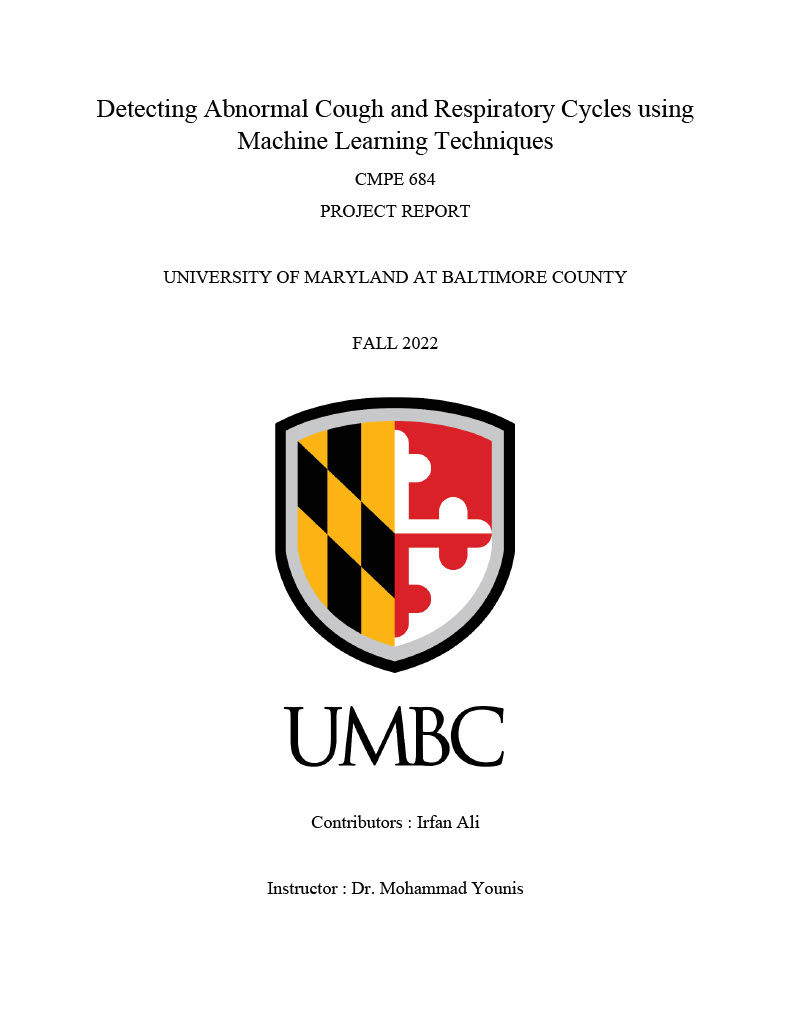 Detecting Abnormal Cough and Respiratory Cycles using
Machine Learning Techniques
CMPE 684
PROJECT REPORT
UNIVERSITY OF MARYLAND AT BALTIMORE COUNTY
FALL 2022
UMBC
Contributors : Irfan Ali
Instructor : Dr. Mohammad Younis